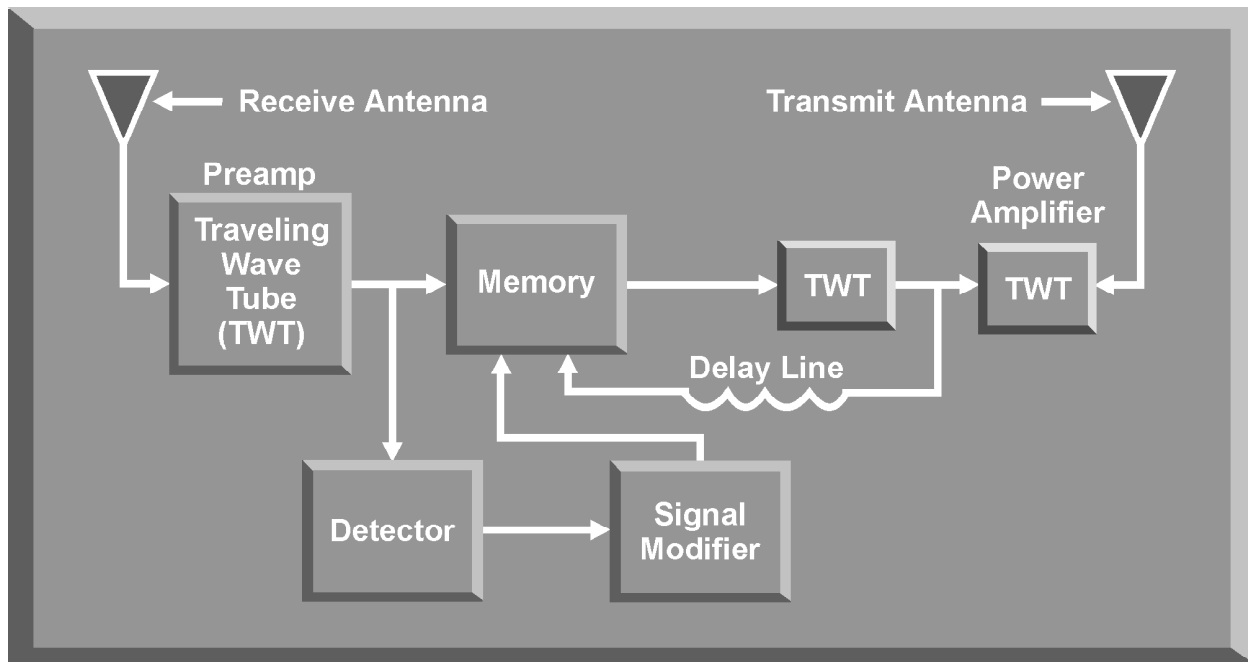 Receive Antenna
Transmit Antenna
Preamp
Traveling
Wave
Tube
(TWT)
Memory
TWT
Power
Amplifier
TWT
Delay Line
Detector
Signal
Modifier